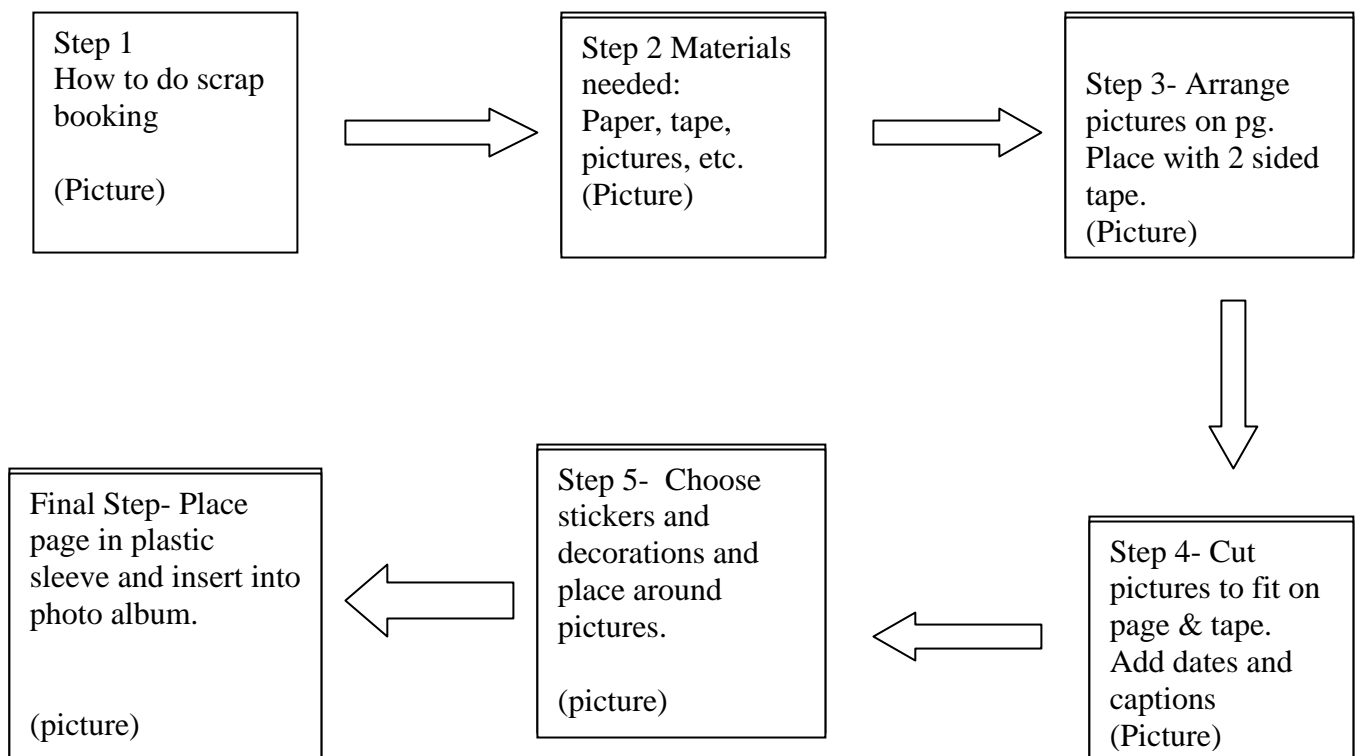 Step 1
How to do scrap
booking
(Picture)
Step 2 Materials
needed:
Paper, tape,
pictures, etc.
(Picture)
Step 3- Arrange
pictures on pg.
Place with 2 sided
tape.
(Picture)
Step 4- Cut
pictures to fit on
page & tape.
Add dates and
captions
(Picture)
Step 5-  Choose
stickers and
decorations and
place around
pictures.
(picture)
Final Step- Place
page in plastic
sleeve and insert into
photo album.
(picture)